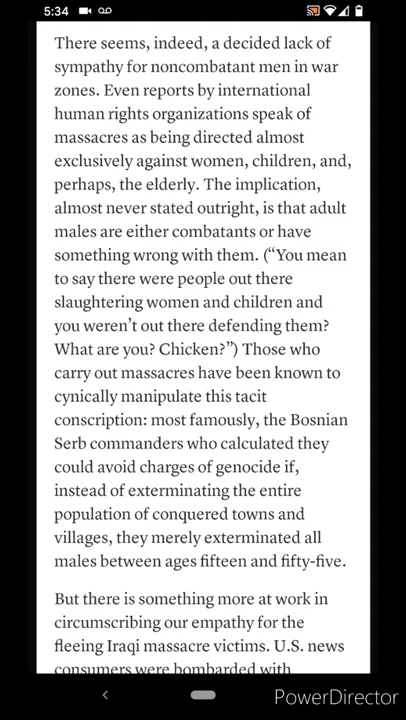 5:34
There seems, indeed, a decided lack of
sympathy for noncombatant men in war
zones. Even reports by international
human rights organizations speak of
massacres as being directed almost
exclusively against women, children, and,
perhaps, the elderly. The implication,
almost never stated outright, is that adult
males are either combatants or have
something wrong with them. (“You mean
to say there were people out there
slaughtering women and children and
you weren’t out there defending them?
What are you? Chicken?”) Those who
carry out massacres have been known to
cynically manipulate this tacit
conscription: most famously, the Bosnian
Serb commanders who calculated they
could avoid charges of genocide if,
instead of exterminating the entire
population of conquered towns and
villages, they merely exterminated all
males between ages fifteen and fifty-five.
But there is something more at work in
circumscribing our empathy for the
fleeing Iraqi massacre victims. U.S. news
consumers were bombarded with
PowerDirector